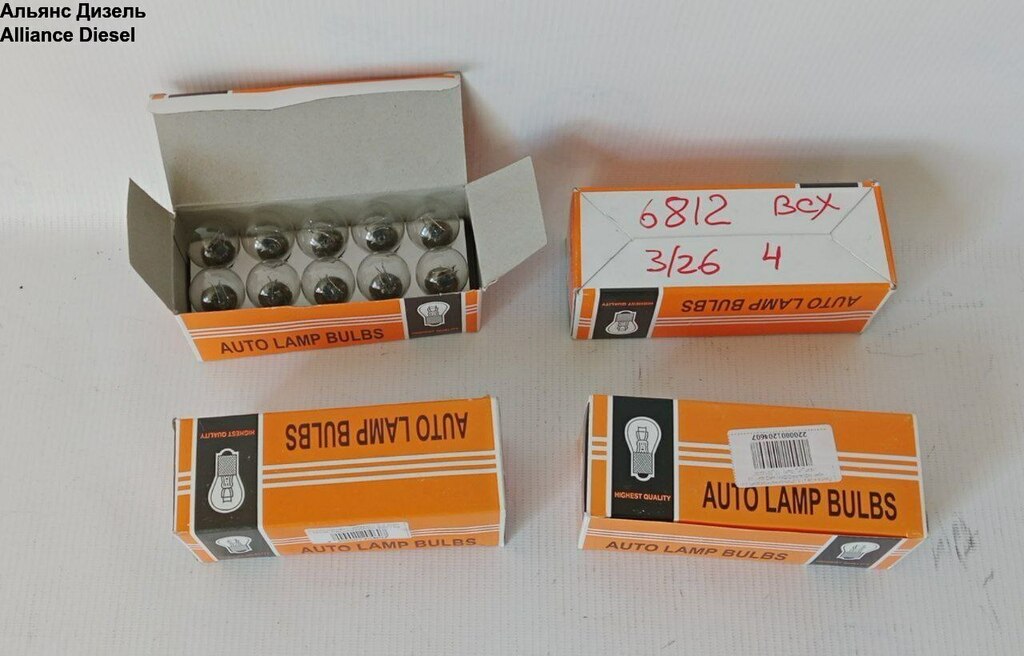 Альянс Дизель
Alliance Diesel
AUTO LAMP BULBS
6812 ВСХ
3/26 4
HIGHEST QUALITY
AUTO LAMP BULBS
HIGHEST QUALITY
AUTO LAMP BULBS
AUTO LAMP BULBS
HIGHEST QUALITY
AUTO LAMP BULBS
AUTO LAMP BULBS